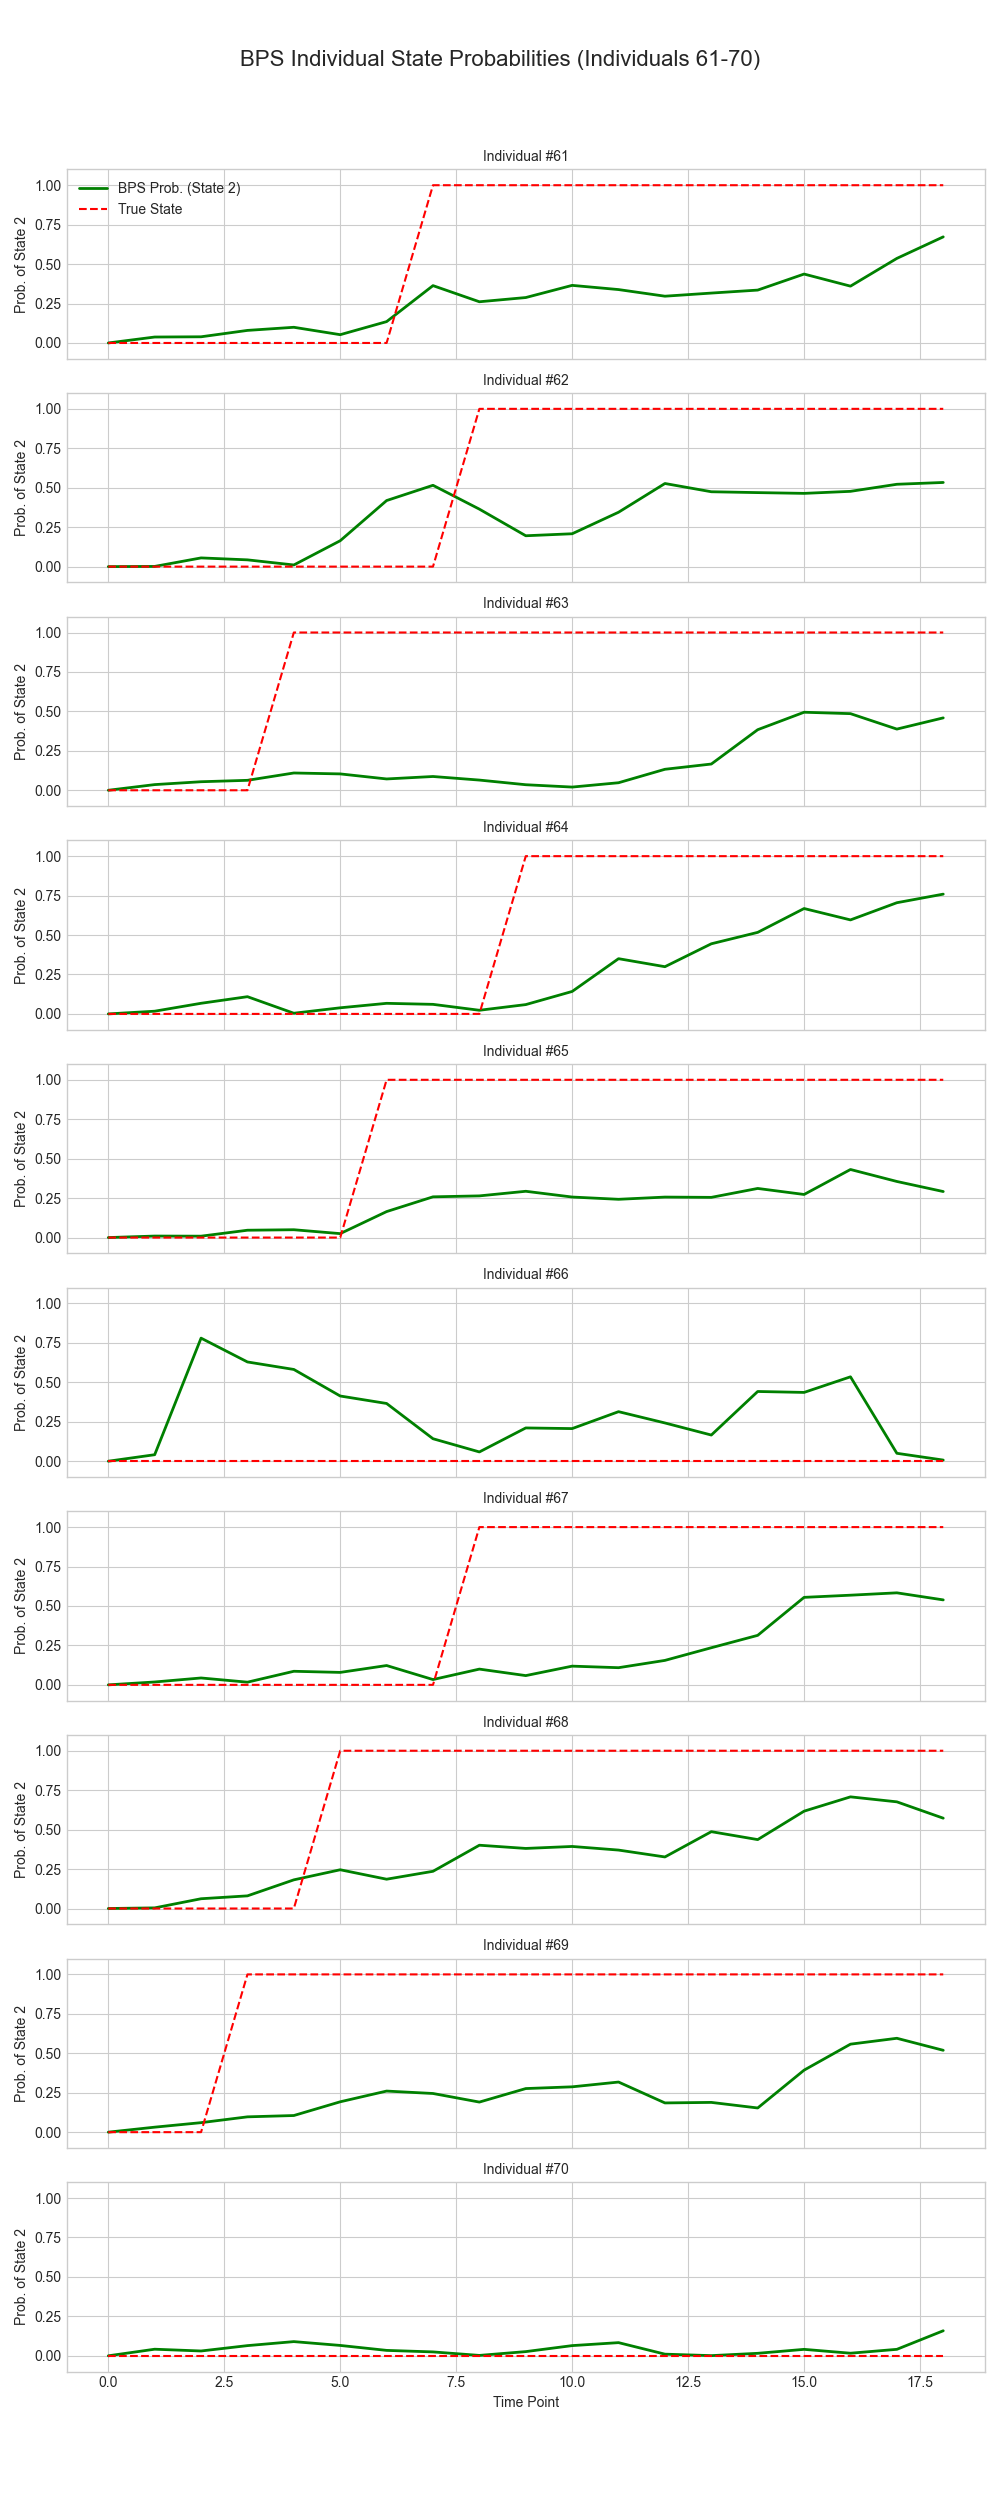 BPS Individual State Probabilities (Individuals 61-70)
Individual #61
BPS Prob. (State 2)
True State
Prob. of State 2
1.00
0.75
0.50
0.25
0.00
Individual #62
Prob. of State 2
1.00
0.75
0.50
0.25
0.00
Individual #63
Prob. of State 2
1.00
0.75
0.50
0.25
0.00
Individual #64
Prob. of State 2
1.00
0.75
0.50
0.25
0.00
Individual #65
Prob. of State 2
1.00
0.75
0.50
0.25
0.00
Individual #66
Prob. of State 2
1.00
0.75
0.50
0.25
0.00
Individual #67
Prob. of State 2
1.00
0.75
0.50
0.25
0.00
Individual #68
Prob. of State 2
1.00
0.75
0.50
0.25
0.00
Individual #69
Prob. of State 2
1.00
0.75
0.50
0.25
0.00
Individual #70
Prob. of State 2
1.00
0.75
0.50
0.25
0.00
0.0 2.5 5.0 7.5 10.0 12.5 15.0 17.5
Time Point